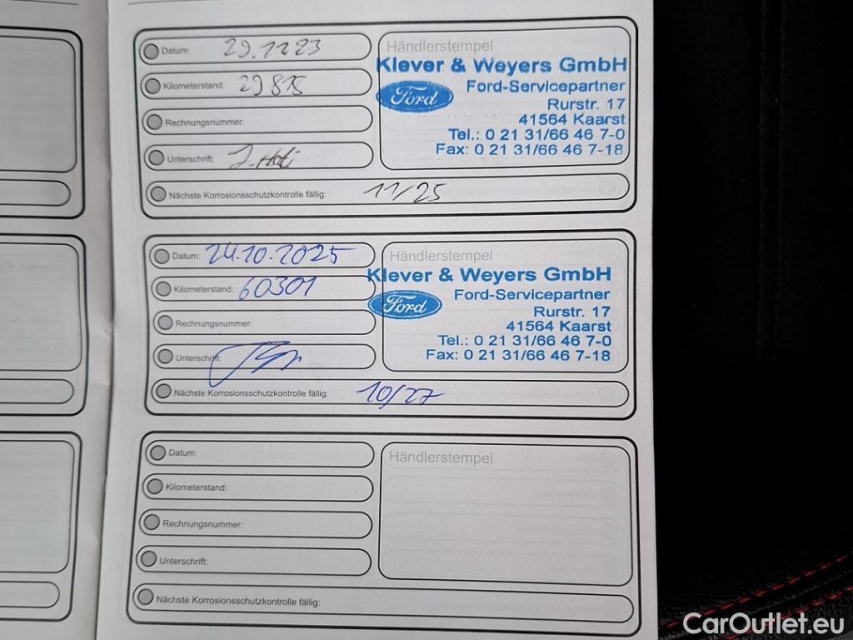 Datum: 29.11.23
Kilometerstand: 29815
Rechnungsnummer:
Unterschrift:
Nächste Korrosionsschutzkontrolle fällig: 11/25
Händlerstempel
Klever & Weyers GmbH
Ford
Ford-Servicepartner
Rurstr. 17
41564 Kaarst
Tel.: 0 21 31/66 46 7-0
Fax: 0 21 31/66 46 7-18
Datum: 24.10.2025
Kilometerstand: 60301
Rechnungsnummer:
Unterschrift:
Nächste Korrosionsschutzkontrolle fällig: 10/27
Händlerstempel
Klever & Weyers GmbH
Ford
Ford-Servicepartner
Rurstr. 17
41564 Kaarst
Tel.: 0 21 31/66 46 7-0
Fax: 0 21 31/66 46 7-18
Datum:
Kilometerstand:
Rechnungsnummer:
Unterschrift:
Nächste Korrosionsschutzkontrolle fällig:
Händlerstempel
CarOutlet.eu